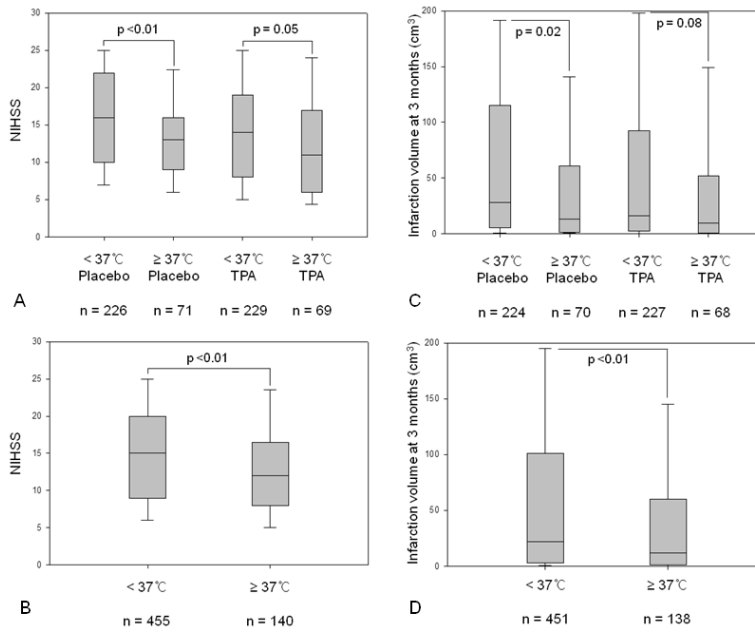 30
25
20
15
10
5
0
NIHSS
p <0.01
p = 0.05
< 37℃ ≥ 37℃ < 37℃ ≥ 37℃
Placebo Placebo TPA TPA
A
n = 226 n = 71 n = 229 n = 69
200
150
100
50
0
Infarction volume at 3 months (cm³)
p = 0.02
p = 0.08
< 37℃ ≥ 37℃ < 37℃ ≥ 37℃
Placebo Placebo TPA TPA
C
n = 224 n = 70 n = 227 n = 68
30
25
20
15
10
5
0
NIHSS
p <0.01
< 37℃ ≥ 37℃
B
n = 455 n = 140
200
150
100
50
0
Infarction volume at 3 months (cm³)
p <0.01
< 37℃ ≥ 37℃
D
n = 451 n = 138